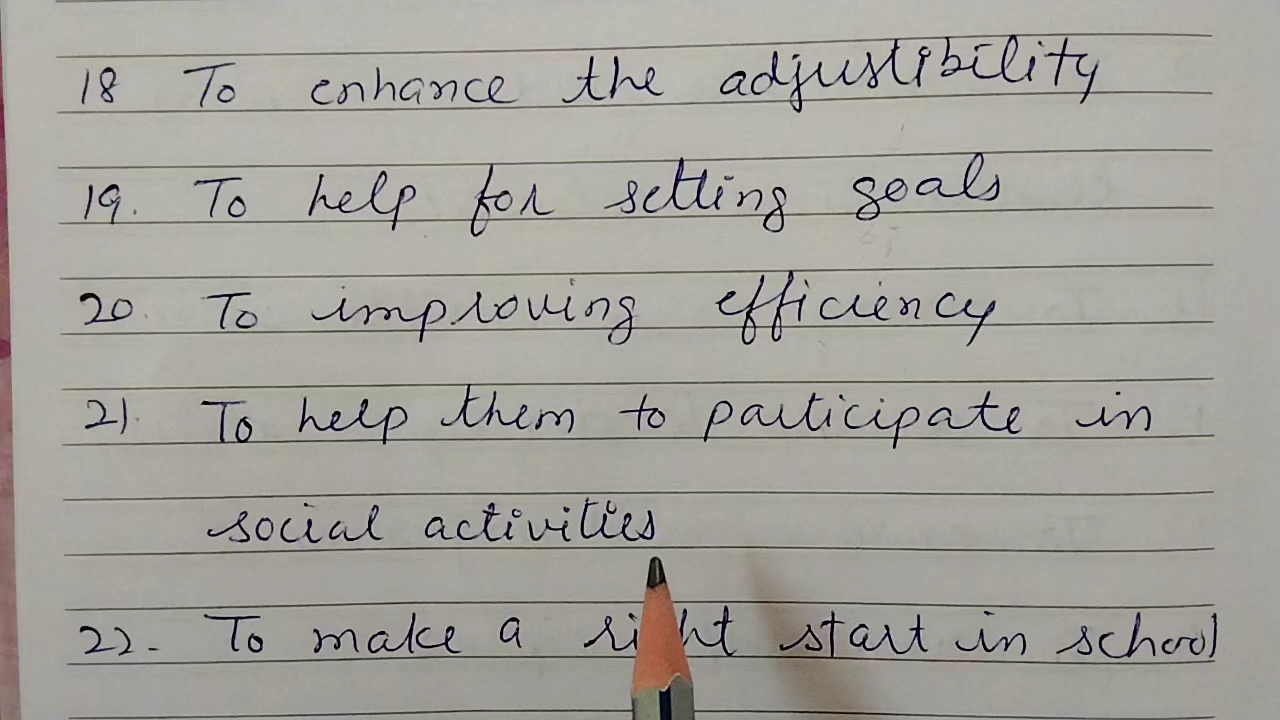 18 To enhance the adjustibility
19. To help for setting goals
20. To improving efficiency
21. To help them to participate in
social activities
22. To make a right start in school